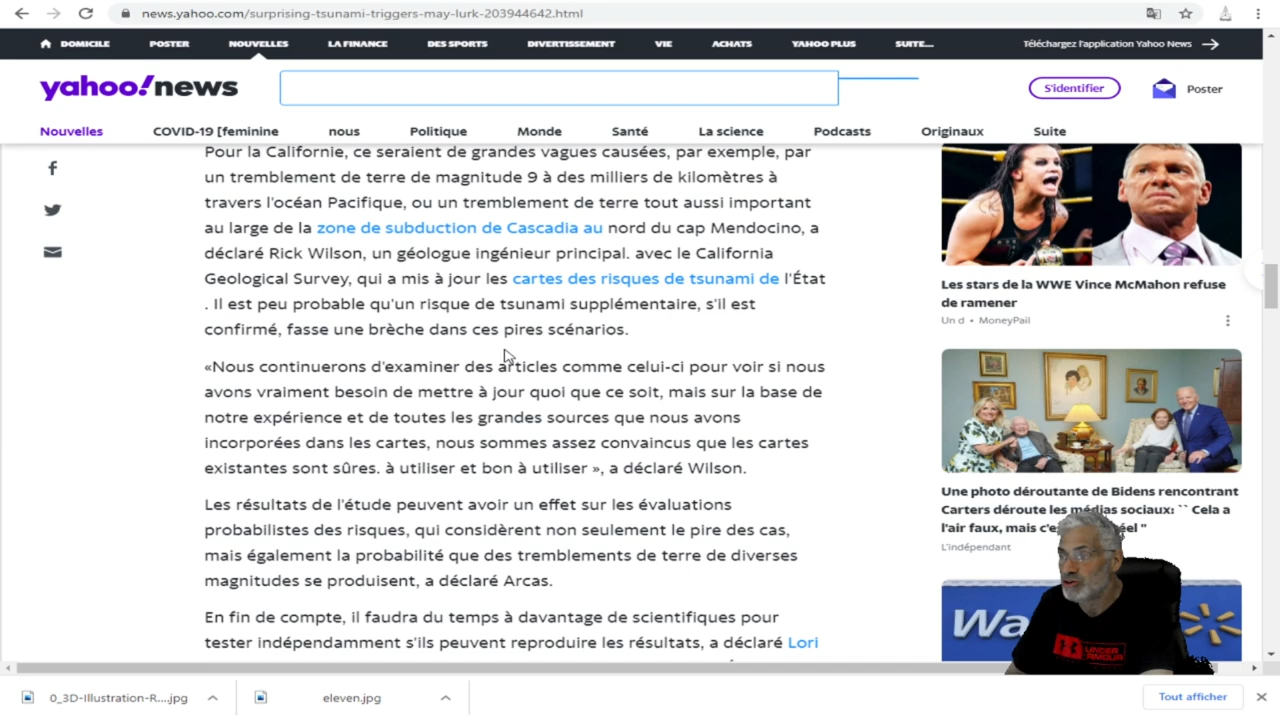 news.yahoo.com/surprising-tsunami-triggers-may-lurk-203944642.html
DOMICILE POSTER NOUVELLES LA FINANCE DES SPORTS DIVERTISSEMENT VIE ACHATS YAHOO PLUS SUITE... Téléchargez l'application Yahoo News
yahoo!news S'identifier Poster
Nouvelles COVID-19 [feminine nous Politique Monde Santé La science Podcasts Originaux Suite
Pour la Californie, ce seraient de grandes vagues causées, par exemple, par
un tremblement de terre de magnitude 9 à des milliers de kilomètres à
travers l'océan Pacifique, ou un tremblement de terre tout aussi important
au large de la zone de subduction de Cascadia au nord du cap Mendocino, a
déclaré Rick Wilson, un géologue ingénieur principal. avec le California
Geological Survey, qui a mis à jour les cartes des risques de tsunami de l'État
. Il est peu probable qu'un risque de tsunami supplémentaire, s'il est
confirmé, fasse une brèche dans ces pires scénarios.
«Nous continuerons d'examiner des articles comme celui-ci pour voir si nous
avons vraiment besoin de mettre à jour quoi que ce soit, mais sur la base de
notre expérience et de toutes les grandes sources que nous avons
incorporées dans les cartes, nous sommes assez convaincus que les cartes
existantes sont sûres. à utiliser et bon à utiliser », a déclaré Wilson.
Les résultats de l'étude peuvent avoir un effet sur les évaluations
probabilistes des risques, qui considèrent non seulement le pire des cas,
mais également la probabilité que des tremblements de terre de diverses
magnitudes se produisent, a déclaré Arcas.
En fin de compte, il faudra du temps à davantage de scientifiques pour
tester indépendamment s'ils peuvent reproduire les résultats, a déclaré Lori
Les stars de la WWE Vince McMahon refuse
de ramener
Un d • MoneyPail
Une photo déroutante de Bidens rencontrant
Carters déroute les médias sociaux: `` Cela a
l'air faux, mais c'es éel "
L'indépendant
Wa
UNDER ARMOUR
0_3D-Illustration-R....jpg eleven.jpg Tout afficher